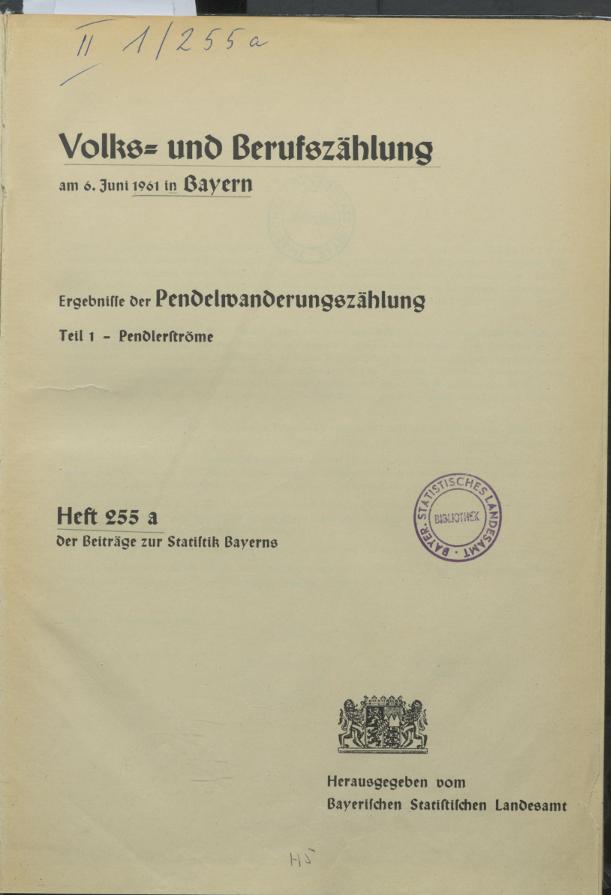 II 1/255a
Volks= und Berufszählung
am 6. Juni 1961 in Bayern
Ergebnisse der Pendelwanderungszählung
Teil 1 – Pendlerströme
Heft 255 a
der Beiträge zur Statistik Bayerns
BAYER. STATISTISCHES LANDESAMT
BIBLIOTHEK
Herausgegeben vom
Bayerischen Statistischen Landesamt